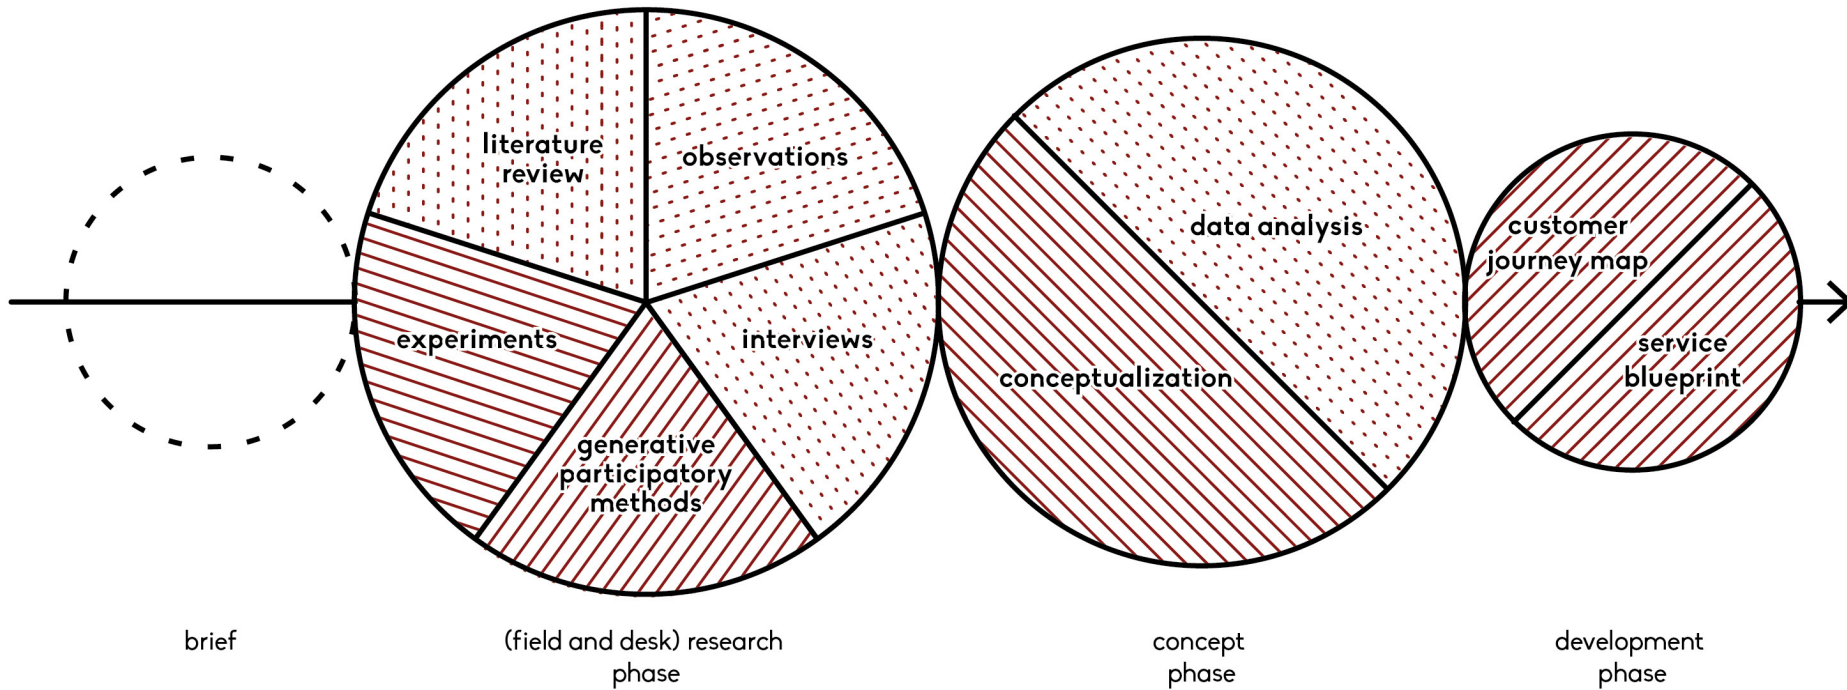 literature
review
observations
experiments
interviews
generative
participatory
methods
data analysis
conceptualization
customer
journey map
service
blueprint
brief
(field and desk) research
phase
concept
phase
development
phase